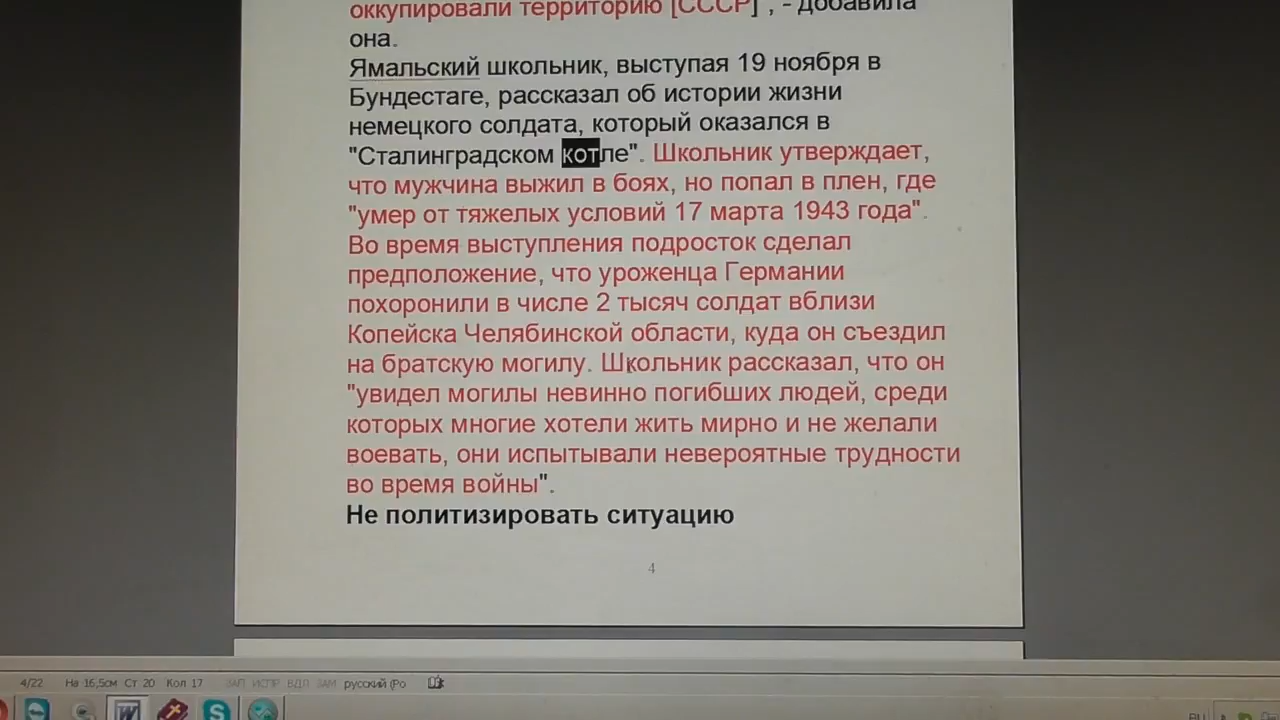 оккупировали территорию [СССР] , - добавила
она.
Ямальский школьник, выступая 19 ноября в
Бундестаге, рассказал об истории жизни
немецкого солдата, который оказался в
"Сталинградском котле". Школьник утверждает,
что мужчина выжил в боях, но попал в плен, где
"умер от тяжелых условий 17 марта 1943 года".
Во время выступления подросток сделал
предположение, что уроженца Германии
похоронили в числе 2 тысяч солдат вблизи
Копейска Челябинской области, куда он съездил
на братскую могилу. Школьник рассказал, что он
"увидел могилы невинно погибших людей, среди
которых многие хотели жить мирно и не желали
воевать, они испытывали невероятные трудности
во время войны".
Не политизировать ситуацию
4
4/22 На 16,5см Ст 20 Кол 17 ЗАП ИСПР ВДЛ ЗАМ русский (Ро
RU